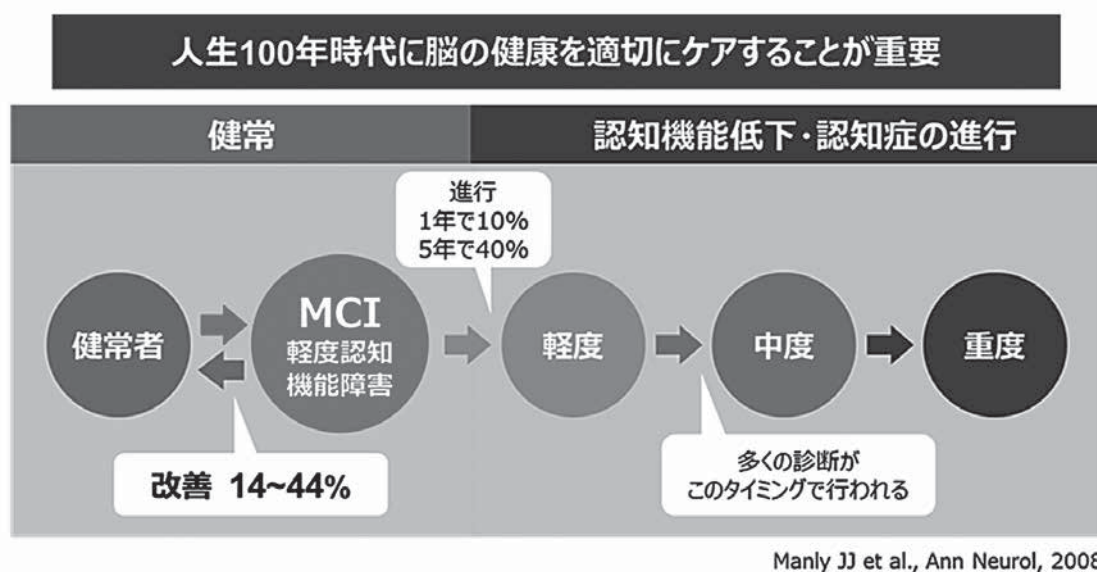 人生100年時代に脳の健康を適切にケアすることが重要
健常
認知機能低下・認知症の進行
進行
1年で10%
5年で40%
健常者
MCI
軽度認知
機能障害
軽度
中度
重度
改善 14~44%
多くの診断が
このタイミングで行われる
Manly JJ et al., Ann Neurol, 2008